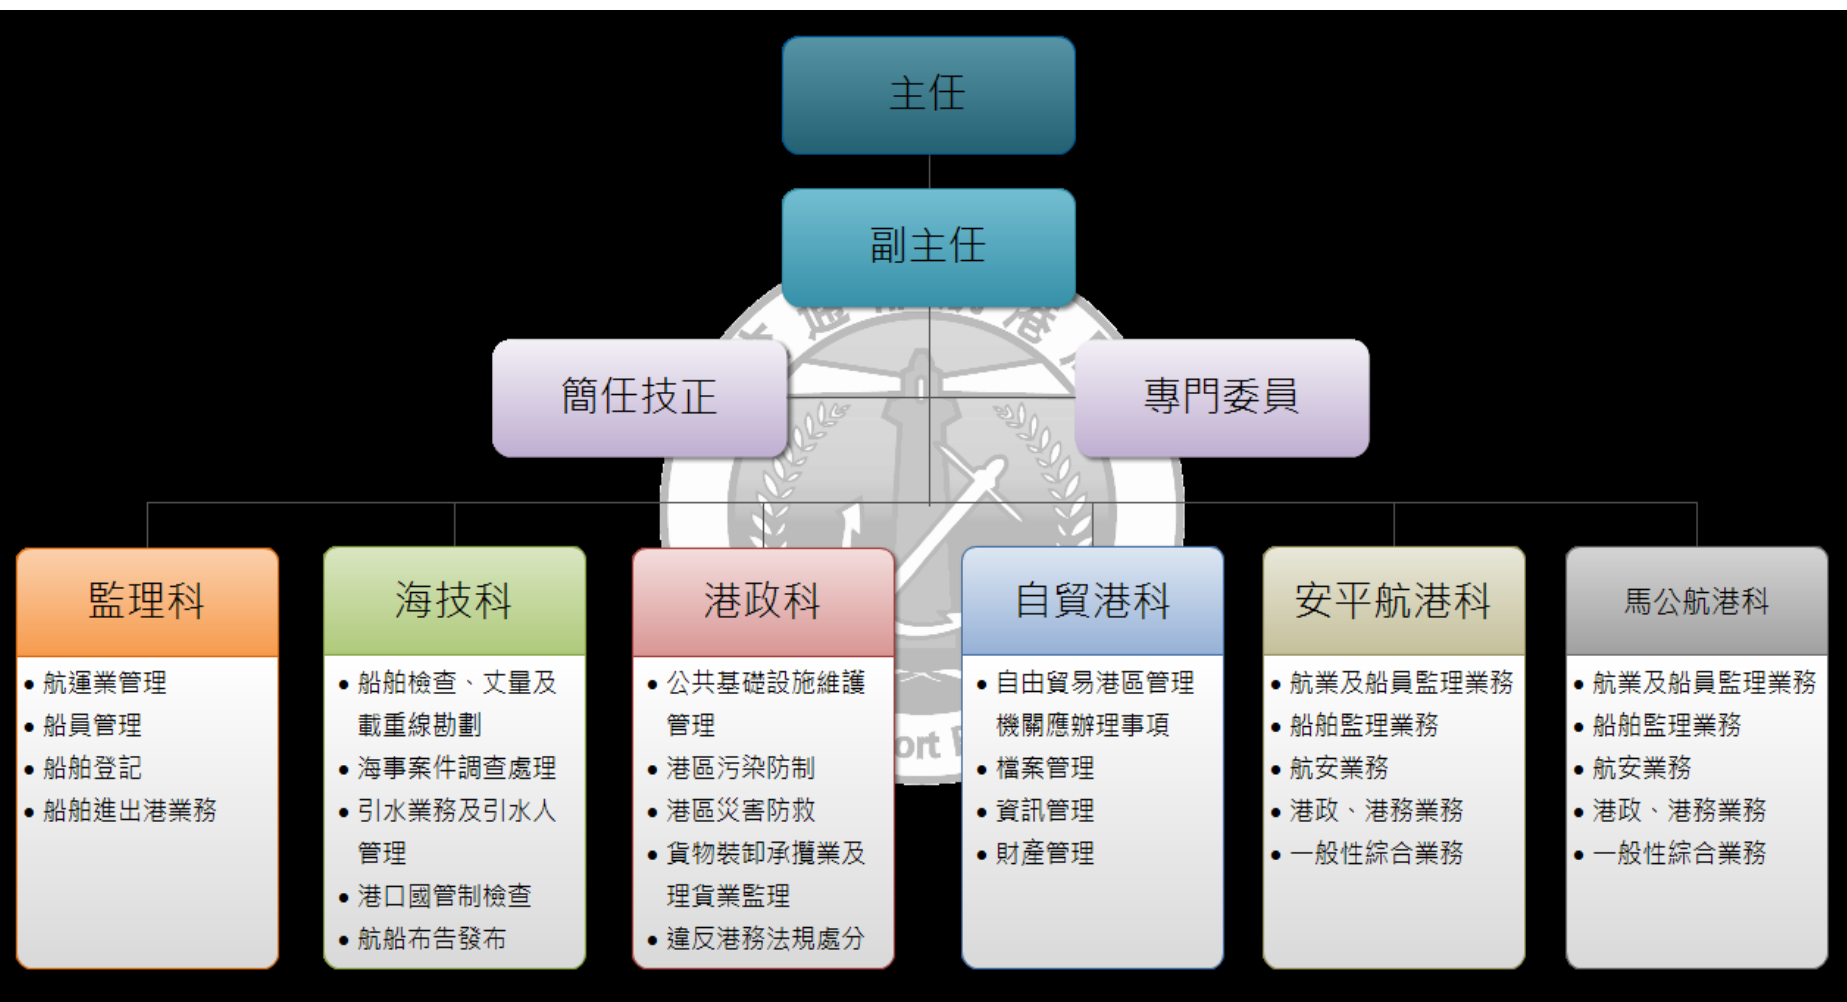 主任
副主任
簡任技正
專門委員
監理科
• 航運業管理
• 船員管理
• 船舶登記
• 船舶進出港業務
海技科
• 船舶檢查、丈量及
載重線勘劃
• 海事案件調查處理
• 引水業務及引水人
管理
• 港口國管制檢查
• 航船布告發布
港政科
• 公共基礎設施維護
管理
• 港區污染防制
• 港區災害防救
• 貨物裝卸承攬業及
理貨業監理
• 違反港務法規處分
自貿港科
• 自由貿易港區管理
機關應辦理事項
• 檔案管理
• 資訊管理
• 財產管理
安平航港科
• 航業及船員監理業務
• 船舶監理業務
• 航安業務
• 港政、港務業務
• 一般性綜合業務
馬公航港科
• 航業及船員監理業務
• 船舶監理業務
• 航安業務
• 港政、港務業務
• 一般性綜合業務